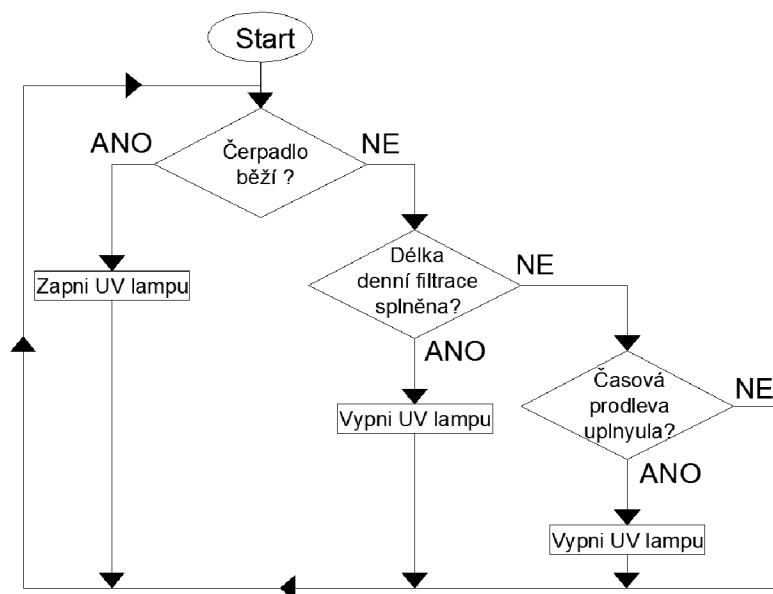 Start
ANO
NE
Čerpadlo
běží ?
Zapni UV lampu
Délka
denní filtrace
splněna?
NE
ANO
Vypni UV lampu
Časová
prodleva
uplnyula?
NE
ANO
Vypni UV lampu